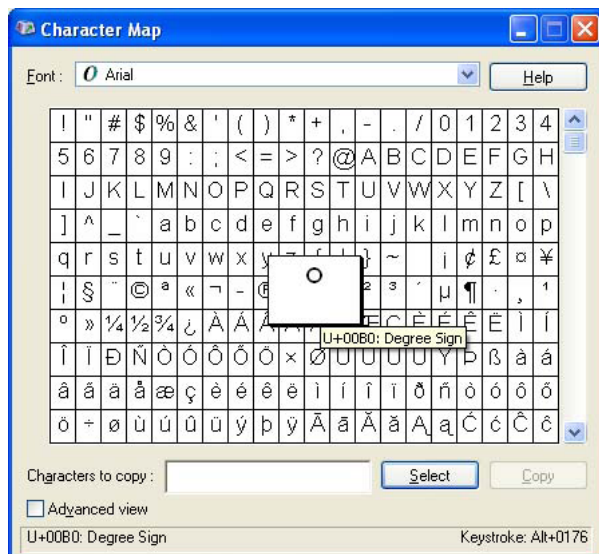 Character Map
Font : O Arial Help
! " # $ % & ' ( ) * + , - . / 0 1 2 3 4
5 6 7 8 9 : ; < = > ? @ A B C D E F G H
I J K L M N O P Q R S T U V W X Y Z [ \
] ^ _ ` a b c d e f g h i j k l m n o p
q r s t u v w x y } ~ ¡ ¢ £ ¤ ¥
¦ § ¨ © ª « ¬ - ® ° ² ³ ´ µ ¶ · ¸ ¹
º » ¼ ½ ¾ ¿ À Á Â Æ Ç È É Ê Ë Ì Í
U+00B0: Degree Sign
Î Ï Ð Ñ Ò Ó Ô Õ Ö × Ø Ù Ú Û Ü Ý Þ ß à á
â ã ä å æ ç è é ê ë ì í î ï ð ñ ò ó ô õ
ö ÷ ø ù ú û ü ý þ ÿ Ā ā Ă ă Ą ą Ć ć Ĉ ĉ
Characters to copy : Select Copy
Advanced view
U+00B0: Degree Sign Keystroke: Alt+0176